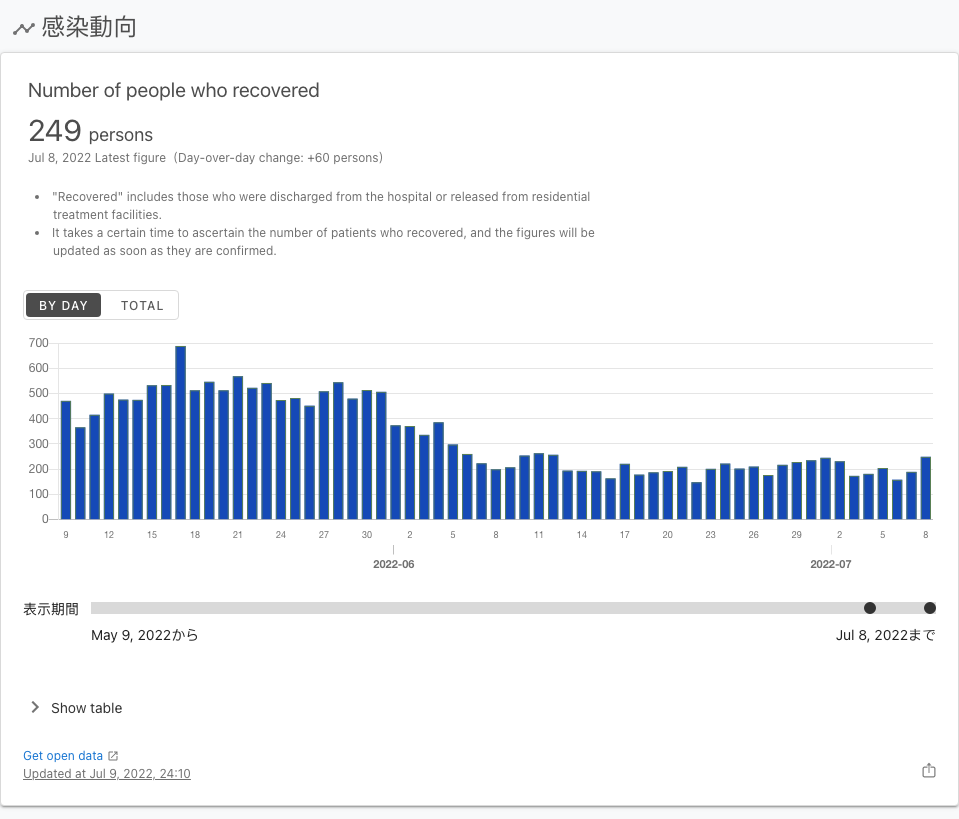 感染動向
Number of people who recovered
249 persons
Jul 8, 2022 Latest figure (Day-over-day change: +60 persons)
"Recovered" includes those who were discharged from the hospital or released from residential
treatment facilities.
It takes a certain time to ascertain the number of patients who recovered, and the figures will be
updated as soon as they are confirmed.
BY DAY TOTAL
700
600
500
400
300
200
100
0
9 12 15 18 21 24 27 30 2 5 8 11 14 17 20 23 26 29 2 5 8
2022-06 2022-07
表示期間
May 9, 2022から Jul 8, 2022まで
Show table
Get open data
Updated at Jul 9, 2022, 24:10